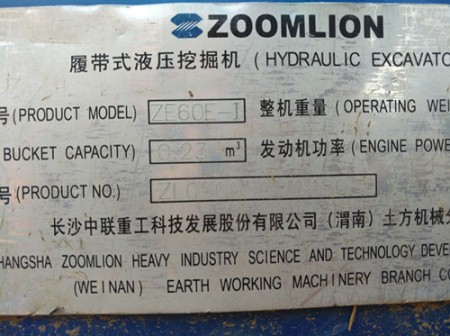 ZOOMLION
履带式液压挖掘机 (HYDRAULIC EXCAVATO
号(PRODUCT MODEL) ZE60E-I 整机重量 (OPERATING WEI
BUCKET CAPACITY) 0.23 m³ 发动机功率 (ENGINE POWE
号(PRODUCT NO.)
长沙中联重工科技发展股份有限公司 (渭南) 土方机械分
HANGSHA ZOOMLION HEAVY INDUSTRY SCIENCE AND TECHNOLOGY DEVE
(WEINAN) EARTH WORKING MACHINERY BRANCH CO